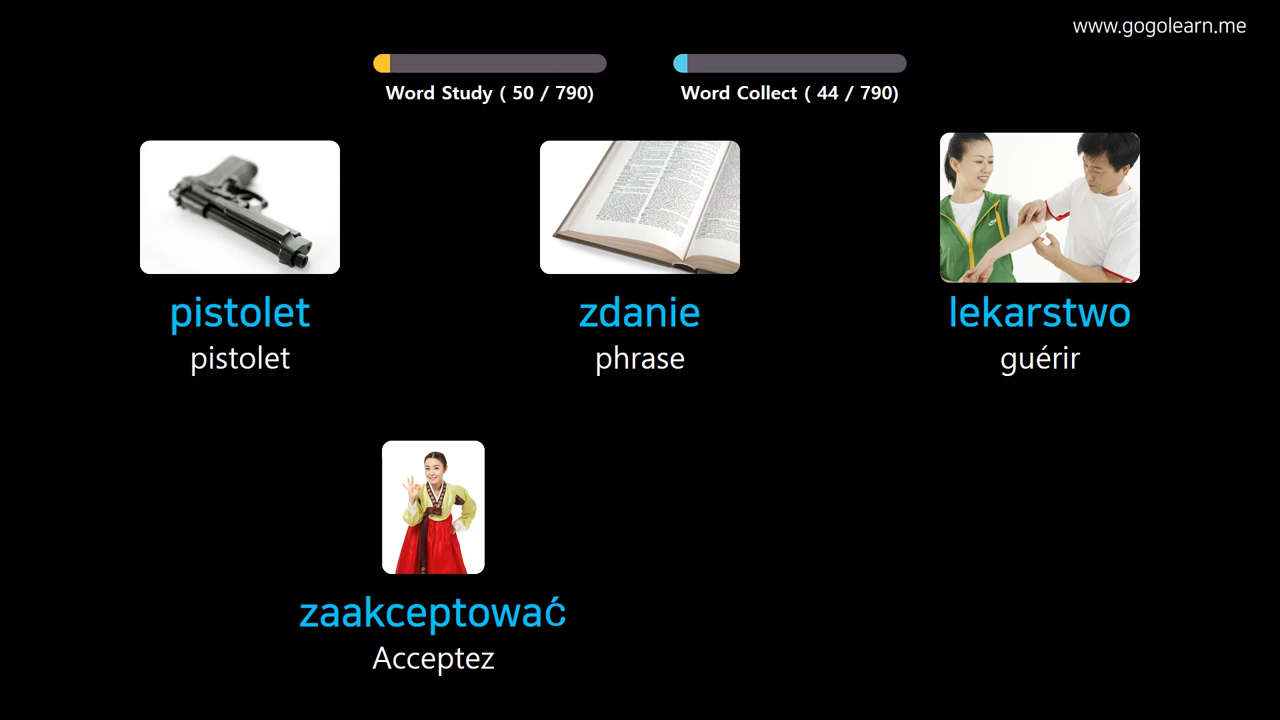 www.gogolearn.me
Word Study ( 50 / 790)
Word Collect ( 44 / 790)
pistolet
pistolet
zdanie
phrase
lekarstwo
guérir
zaakceptować
Acceptez